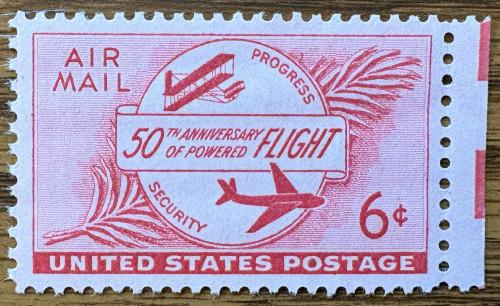 AIR
MAIL
PROGRESS
50TH ANNIVERSARY
OF POWERED FLIGHT
SECURITY
6¢
UNITED STATES POSTAGE